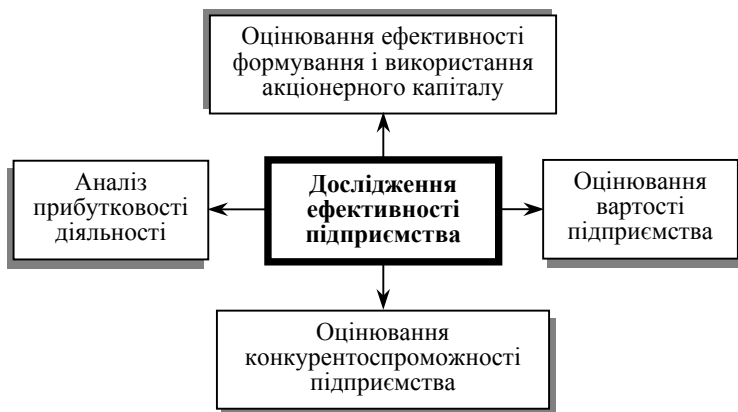 Оцінювання ефективності
формування і використання
акціонерного капіталу
Аналіз
прибутковості
діяльності
Дослідження
ефективності
підприємства
Оцінювання
вартості
підприємства
Оцінювання
конкурентоспроможності
підприємства